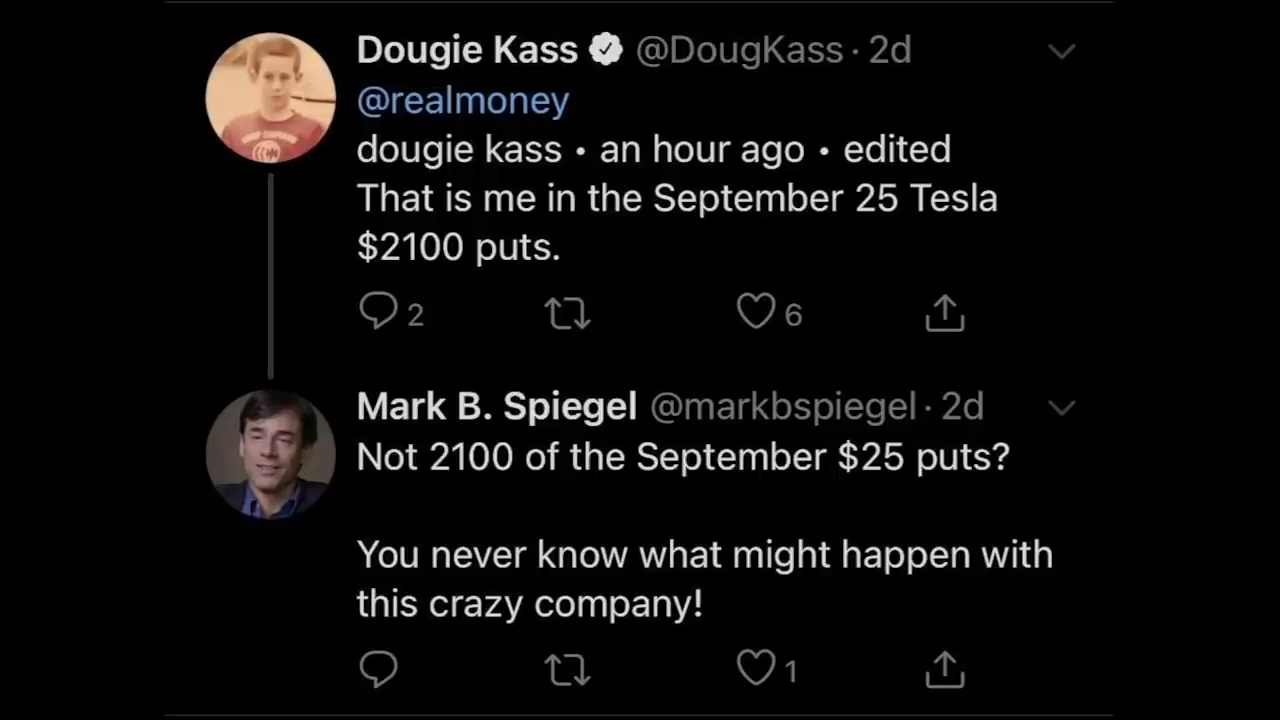 Dougie Kass @DougKass · 2d
@realmoney
dougie kass • an hour ago • edited
That is me in the September 25 Tesla
$2100 puts.
2 6
Mark B. Spiegel @markbspiegel · 2d
Not 2100 of the September $25 puts?
You never know what might happen with
this crazy company!
1